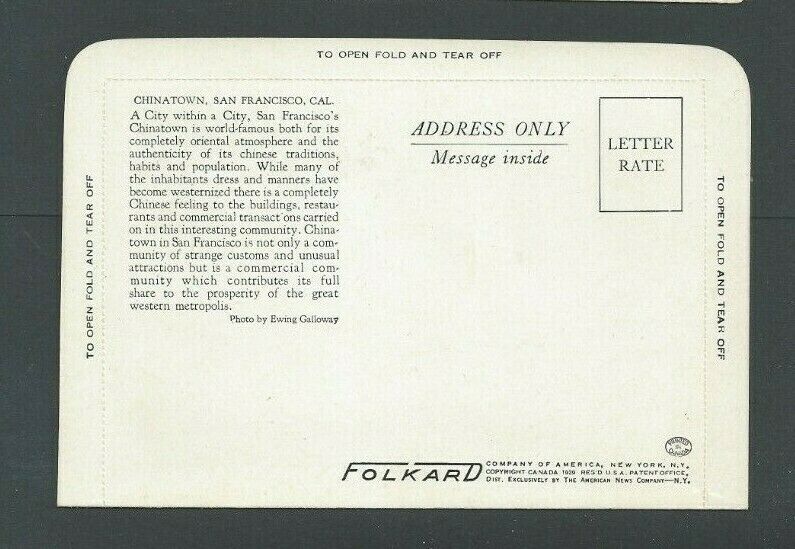 TO OPEN FOLD AND TEAR OFF
CHINATOWN, SAN FRANCISCO, CAL.
A City within a City, San Francisco's
Chinatown is world-famous both for its
completely oriental atmosphere and the
authenticity of its chinese traditions,
habits and population. While many of
the inhabitants dress and manners have
become westernized there is a completely
Chinese feeling to the buildings, restau-
rants and commercial transact ons carried
on in this interesting community. China-
town in San Francisco is not only a com-
munity of strange customs and unusual
attractions but is a commercial com-
munity which contributes its full
share to the prosperity of the great
western metropolis.
Photo by Ewing Galloway
ADDRESS ONLY
Message inside
LETTER
RATE
TO OPEN FOLD AND TEAR OFF
TO OPEN FOLD AND TEAR OFF
PRINTED
IN
CANADA
FOLKARD
COMPANY OF AMERICA, NEW YORK, N.Y.
COPYRIGHT CANADA 1939 RES'D U.S.A. PATENT OFFICE.
DIST. EXCLUSIVELY BY THE AMERICAN NEWS COMPANY—N.Y.